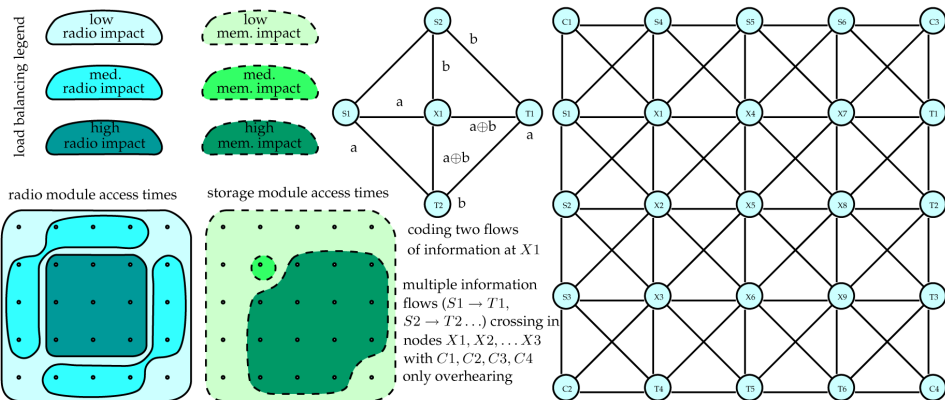 load balancing legend
low
radio impact
med.
radio impact
high
radio impact
low
mem. impact
med.
mem. impact
high
mem. impact
radio module access times
storage module access times
S2
b
b
S1
a
X1
T1
a⊕b
a
a
a⊕b
T2
b
coding two flows
of information at X1
multiple information
flows (S1 → T1,
S2 → T2 ...) crossing in
nodes X1, X2, ... X3
with C1, C2, C3, C4
only overhearing
C1 S4 S5 S6 C3
S1 X1 X4 X7 T1
S2 X2 X5 X8 T2
S3 X3 X6 X9 T3
C2 T4 T5 T6 C4